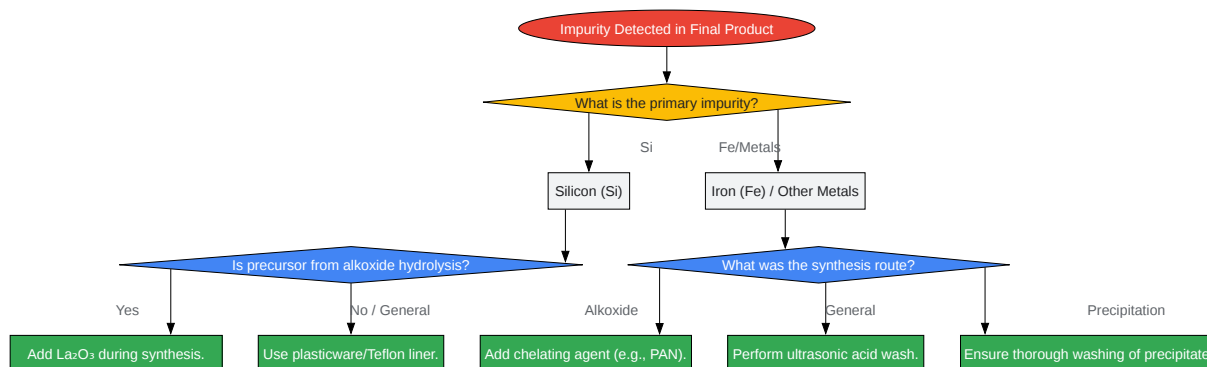 Impurity Detected in Final Product
What is the primary impurity?
Si
Fe/Metals
Silicon (Si)
Iron (Fe) / Other Metals
Is precursor from alkoxide hydrolysis?
What was the synthesis route?
Yes
No / General
Alkoxide
General
Precipitation
Add La₂O₃ during synthesis.
Use plasticware/Teflon liner.
Add chelating agent (e.g., PAN).
Perform ultrasonic acid wash.
Ensure thorough washing of precipitate